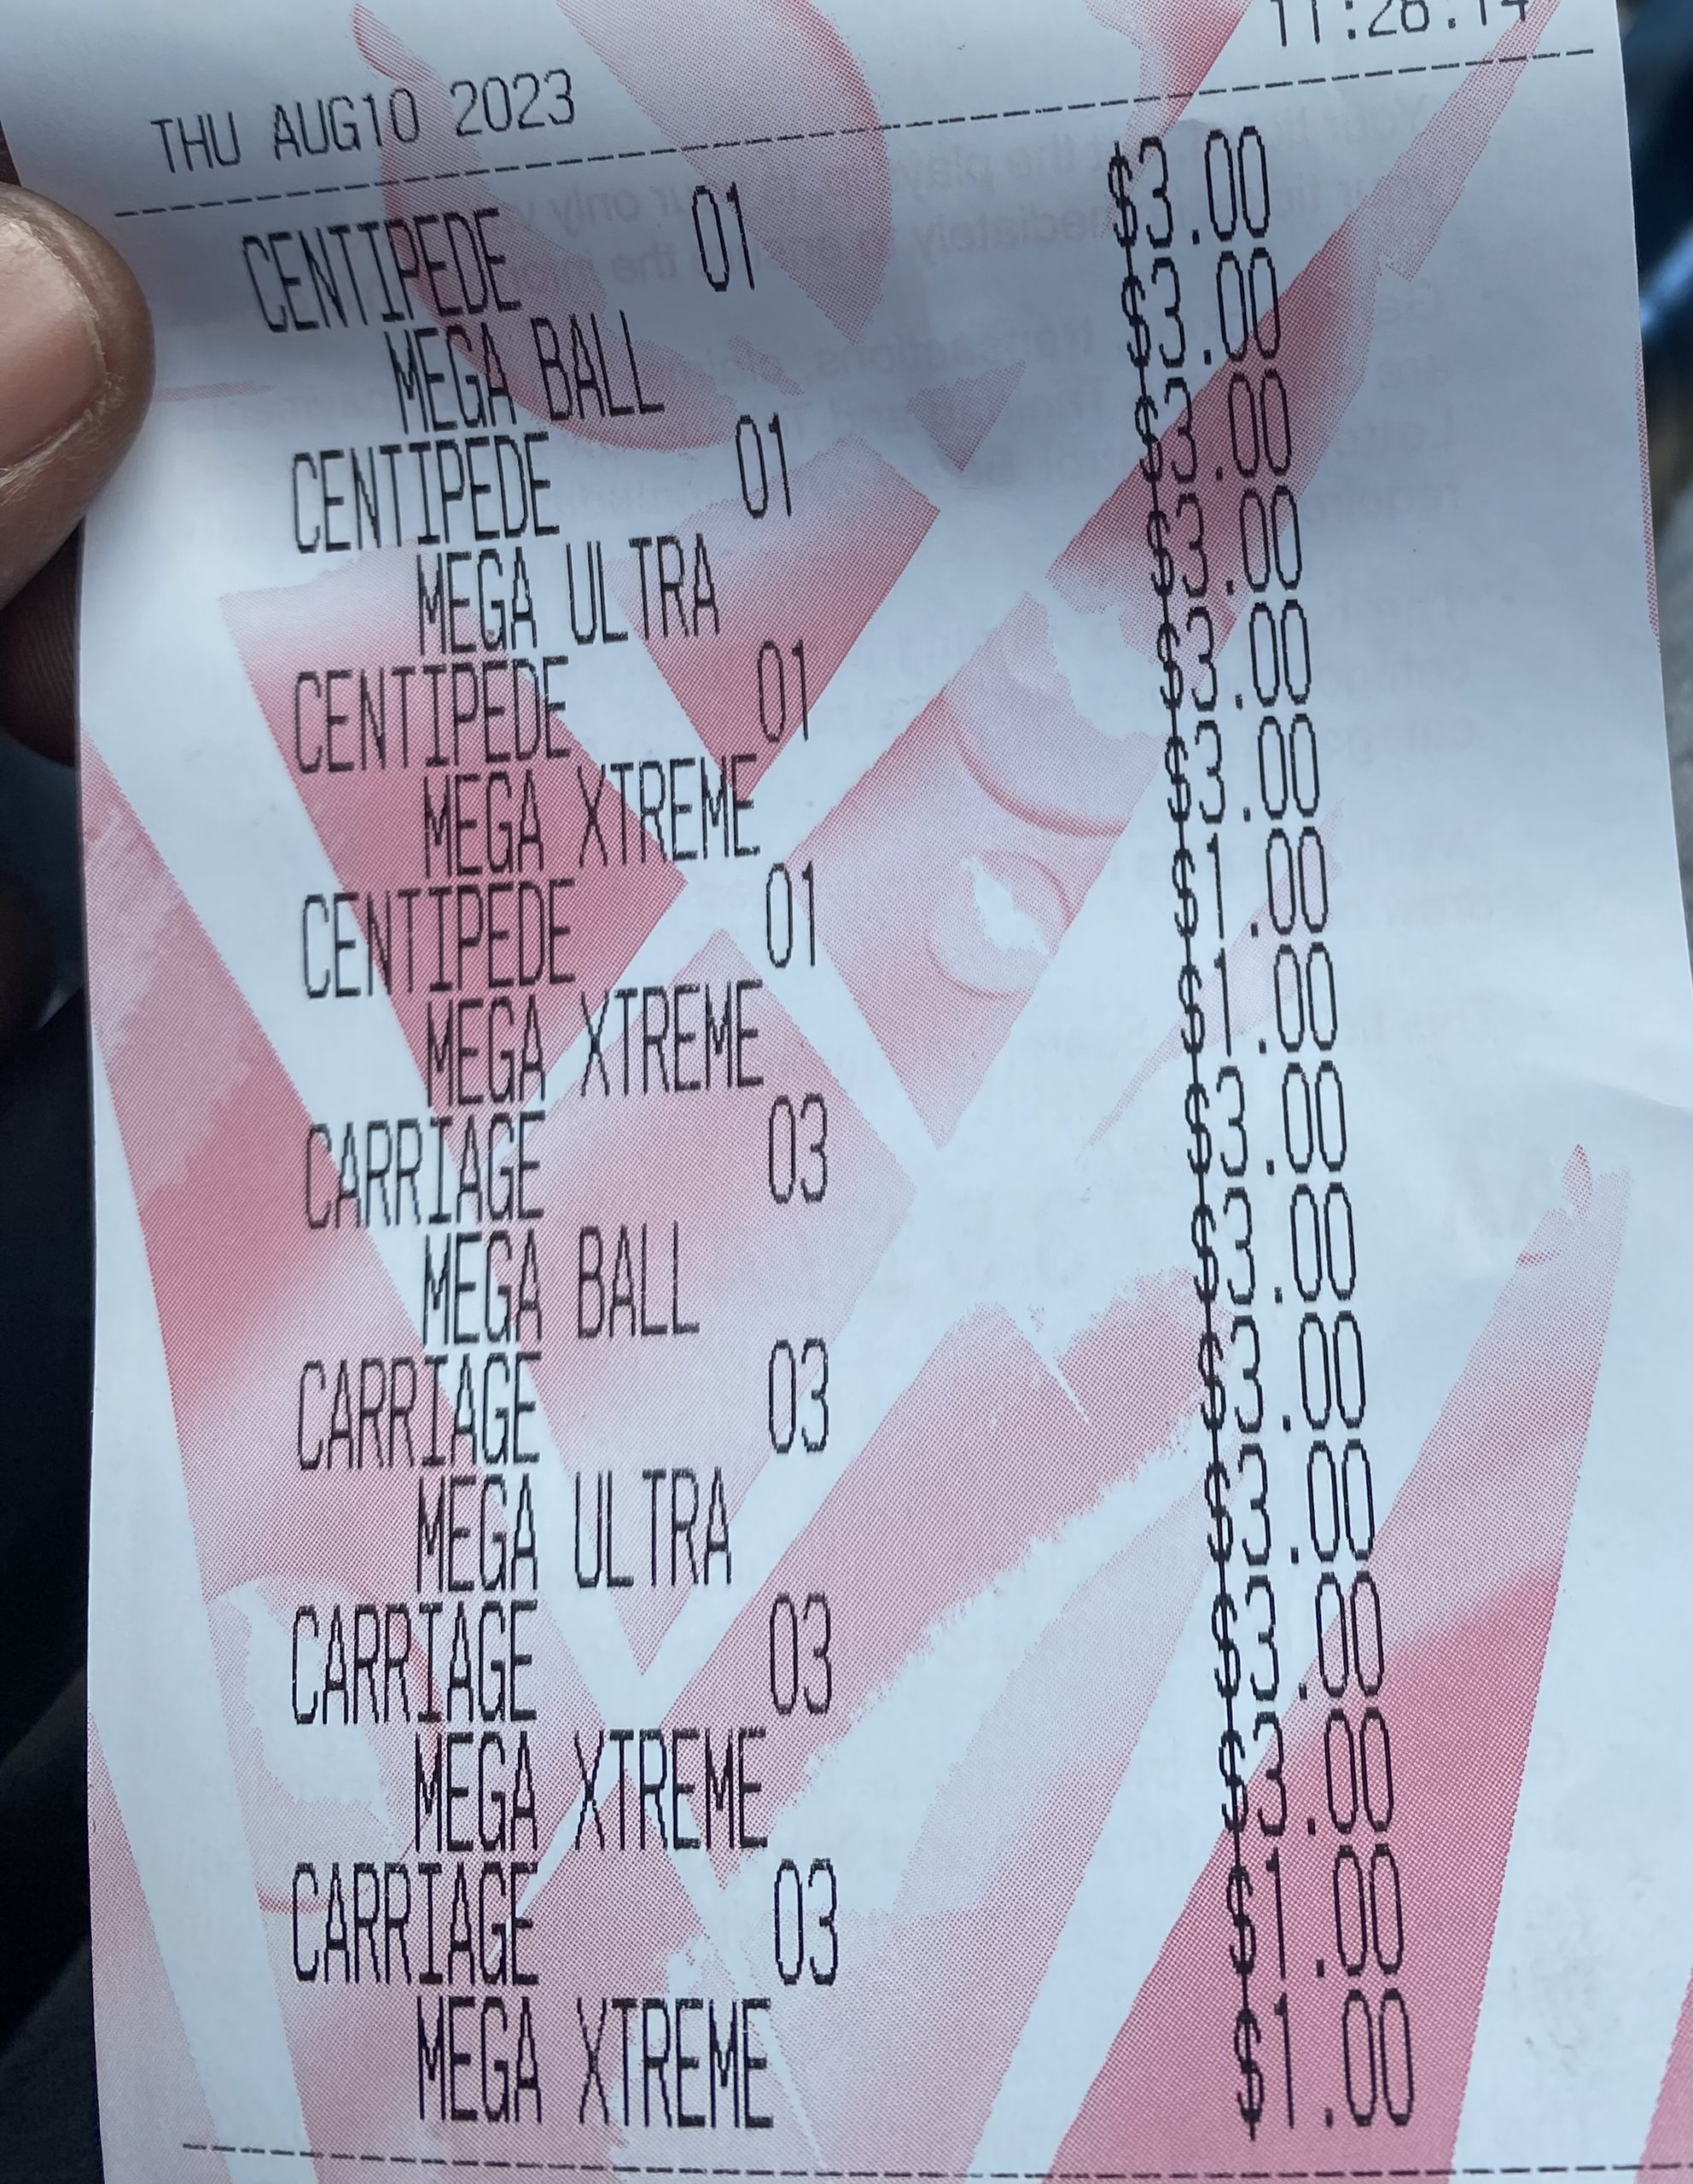 THU AUG10 2023
CENTIPEDE 01 $3.00
MEGA BALL $3.00
CENTIPEDE 01 $3.00
MEGA ULTRA $3.00
CENTIPEDE 01 $3.00
MEGA XTREME $3.00
CENTIPEDE 01 $1.00
MEGA XTREME $1.00
CARRIAGE 03 $3.00
MEGA BALL $3.00
CARRIAGE 03 $3.00
MEGA ULTRA $3.00
CARRIAGE 03 $3.00
MEGA XTREME $3.00
CARRIAGE 03 $1.00
MEGA XTREME $1.00